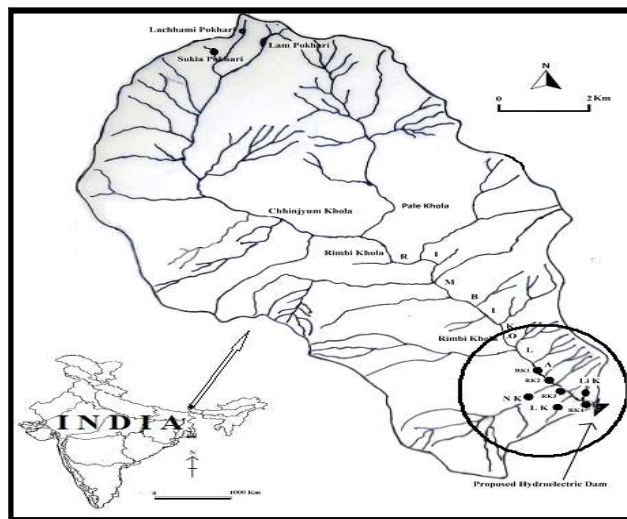 Lachhami Pokhari
Lam Pokhari
Sukia Pokhari
N
0 2 Km
Chhinjyum Khola
Pale Khola
Rimbi Khola
R I M B I
Rimbi Khola
K O L A
RK1
RK2
RK3
Li K
N K
L K
RK4
INDIA
N
0 1000 Km
Proposed Hydroelectric Dam